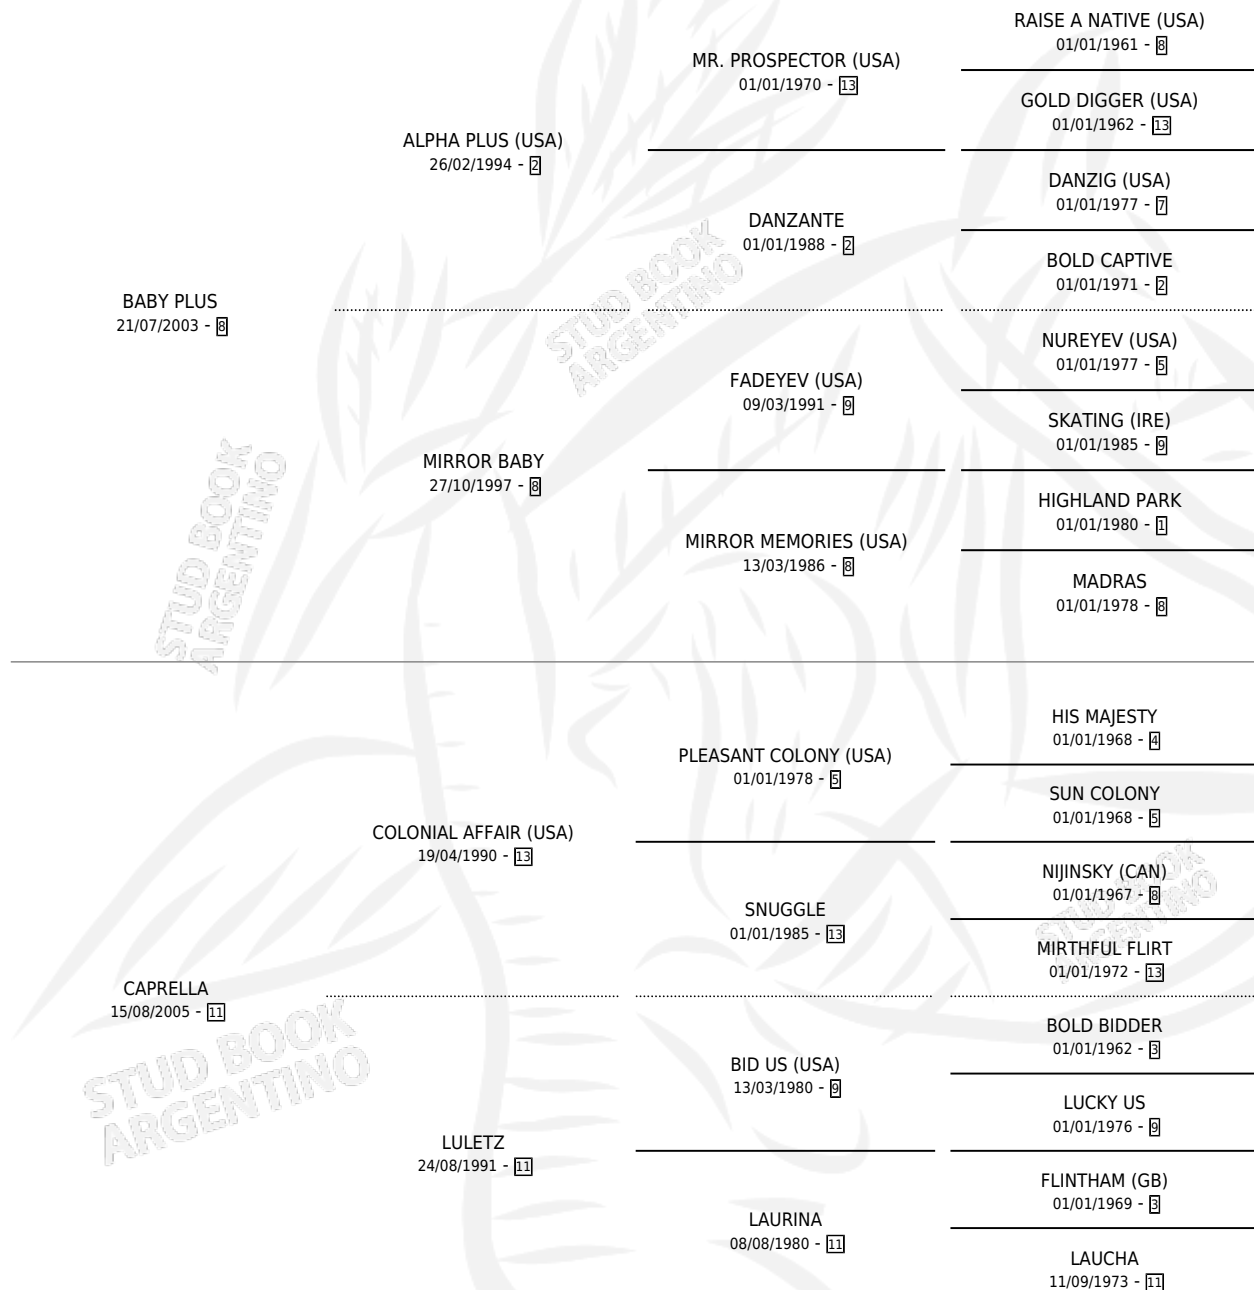 RAISE A NATIVE (USA)
01/01/1961 - 8
MR. PROSPECTOR (USA)
01/01/1970 - 13
GOLD DIGGER (USA)
01/01/1962 - 13
ALPHA PLUS (USA)
26/02/1994 - 2
DANZIG (USA)
01/01/1977 - 7
DANZANTE
01/01/1988 - 2
BOLD CAPTIVE
01/01/1971 - 2
BABY PLUS
21/07/2003 - 8
NUREYEV (USA)
01/01/1977 - 5
FADEYEV (USA)
09/03/1991 - 9
SKATING (IRE)
01/01/1985 - 9
MIRROR BABY
27/10/1997 - 8
HIGHLAND PARK
01/01/1980 - 1
MIRROR MEMORIES (USA)
13/03/1986 - 8
MADRAS
01/01/1978 - 8
HIS MAJESTY
01/01/1968 - 4
PLEASANT COLONY (USA)
01/01/1978 - 5
SUN COLONY
01/01/1968 - 5
COLONIAL AFFAIR (USA)
19/04/1990 - 13
NIJINSKY (CAN)
01/01/1967 - 8
SNUGGLE
01/01/1985 - 13
MIRTHFUL FLIRT
01/01/1972 - 13
CAPRELLA
15/08/2005 - 11
BOLD BIDDER
01/01/1962 - 3
BID US (USA)
13/03/1980 - 9
LUCKY US
01/01/1976 - 9
LULETZ
24/08/1991 - 11
FLINTHAM (GB)
01/01/1969 - 3
LAURINA
08/08/1980 - 11
LAUCHA
11/09/1973 - 11
STUD BOOK
ARGENTINO
STUD BOOK
ARGENTINO
STUD BOOK
ARGENTINO
STUD BOOK
ARGENTINO